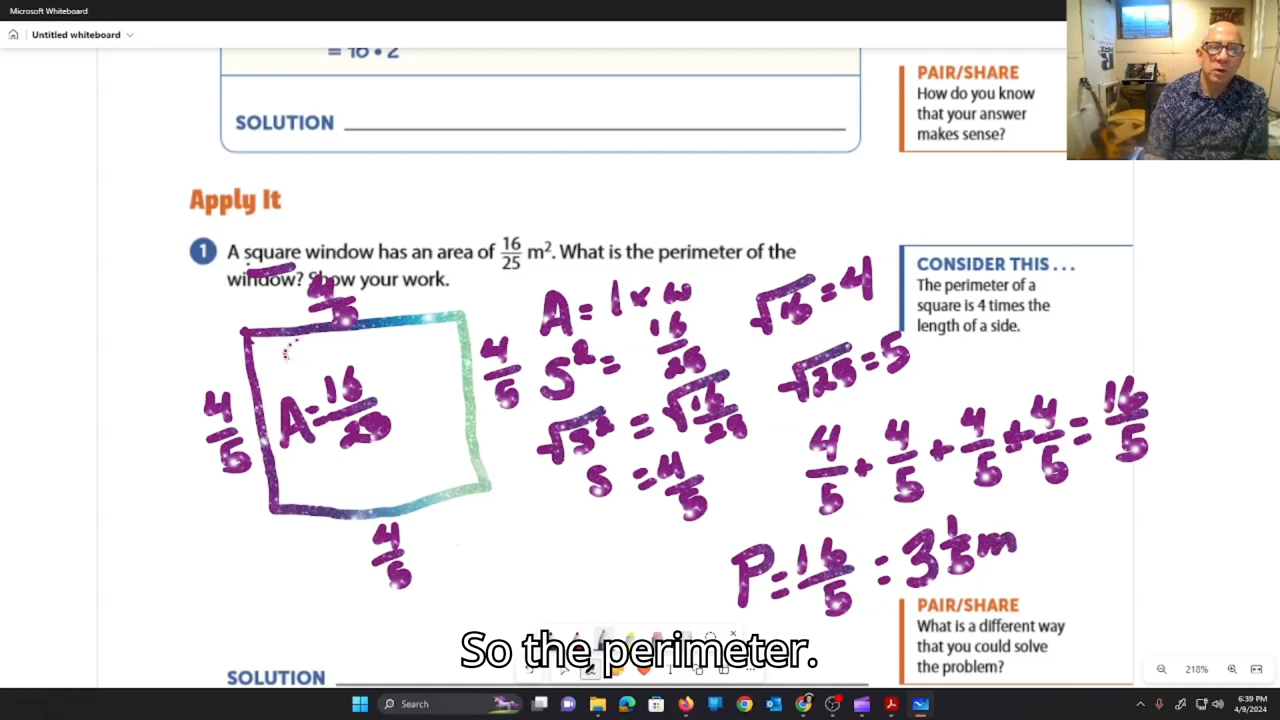 Microsoft Whiteboard
Untitled whiteboard
= 16 • 2
SOLUTION
PAIR/SHARE
How do you know
that your answer
makes sense?
Apply It
1 A square window has an area of 16/25 m². What is the perimeter of the
window? Show your work.
CONSIDER THIS . . .
The perimeter of a
square is 4 times the
length of a side.
4/5
4/5
A=16/25
4/5
4/5
A=l×w
S²=16/25
√S²=√16/25
S=4/5
√16=4
√25=5
4/5+4/5+4/5+4/5=16/5
P=16/5=3 1/5 m
PAIR/SHARE
What is a different way
that you could solve
the problem?
So the perimeter.
SOLUTION
218%
Search
6:39 PM
4/9/2024